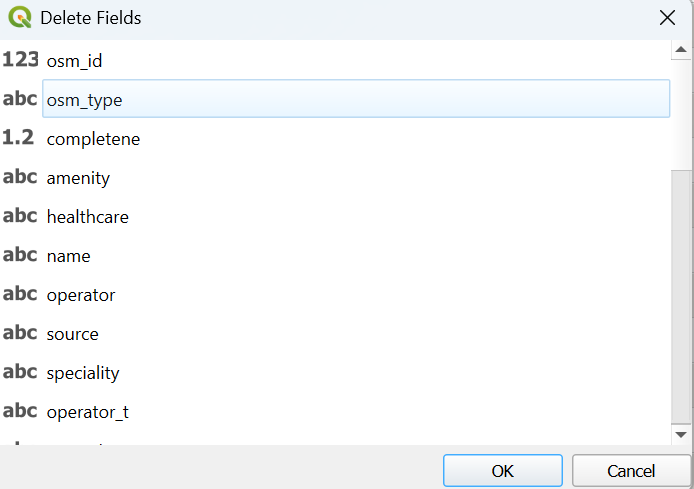 Delete Fields
123 osm_id
abc osm_type
1.2 completene
abc amenity
abc healthcare
abc name
abc operator
abc source
abc speciality
abc operator_t
OK Cancel